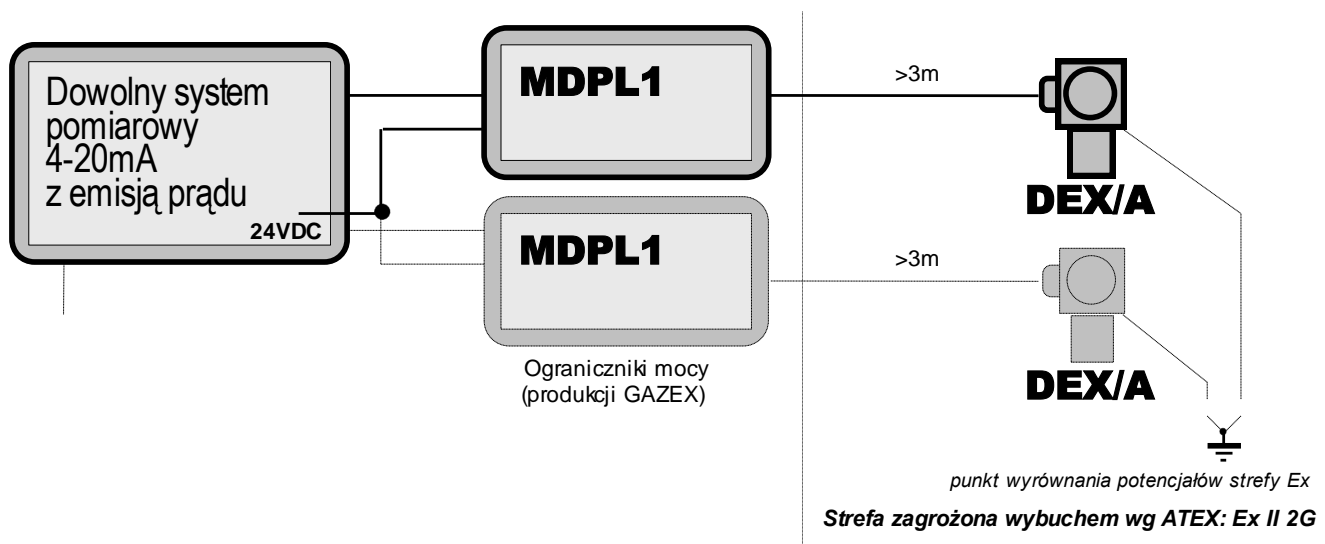 Dowolny system
pomiarowy
4-20mA
z emisją prądu
24VDC
MDPL1
>3m
DEX/A
MDPL1
>3m
DEX/A
Ograniczniki mocy
(produkcji GAZEX)
punkt wyrównania potencjałów strefy Ex
Strefa zagrożona wybuchem wg ATEX: Ex II 2G